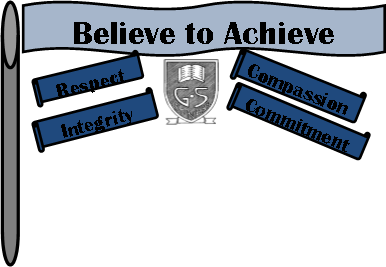 Believe to Achieve
Respect
Integrity
G·S
Compassion
Commitment